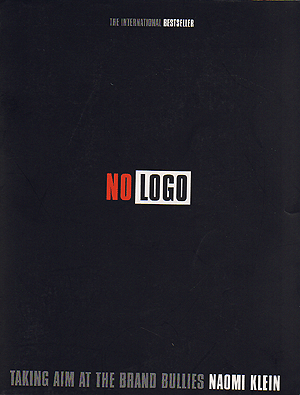 THE INTERNATIONAL BESTSELLER
NO LOGO
TAKING AIM AT THE BRAND BULLIES NAOMI KLEIN